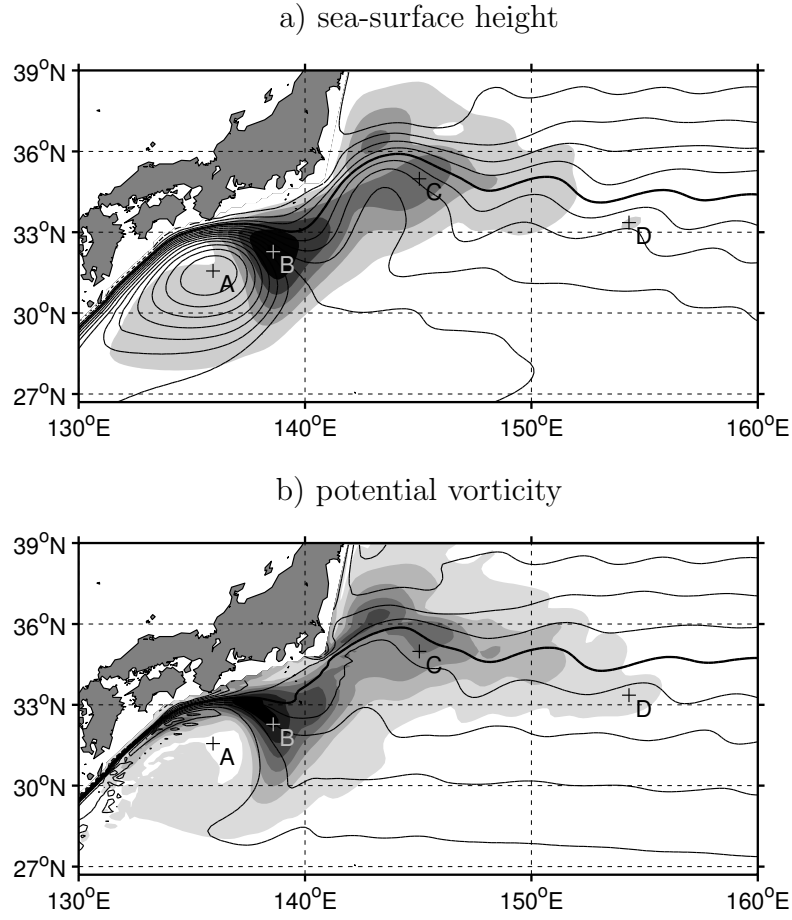 a) sea-surface height
39°N
36°N
33°N
30°N
27°N
A
B
C
D
130°E
140°E
150°E
160°E
b) potential vorticity
39°N
36°N
33°N
30°N
27°N
A
B
C
D
130°E
140°E
150°E
160°E